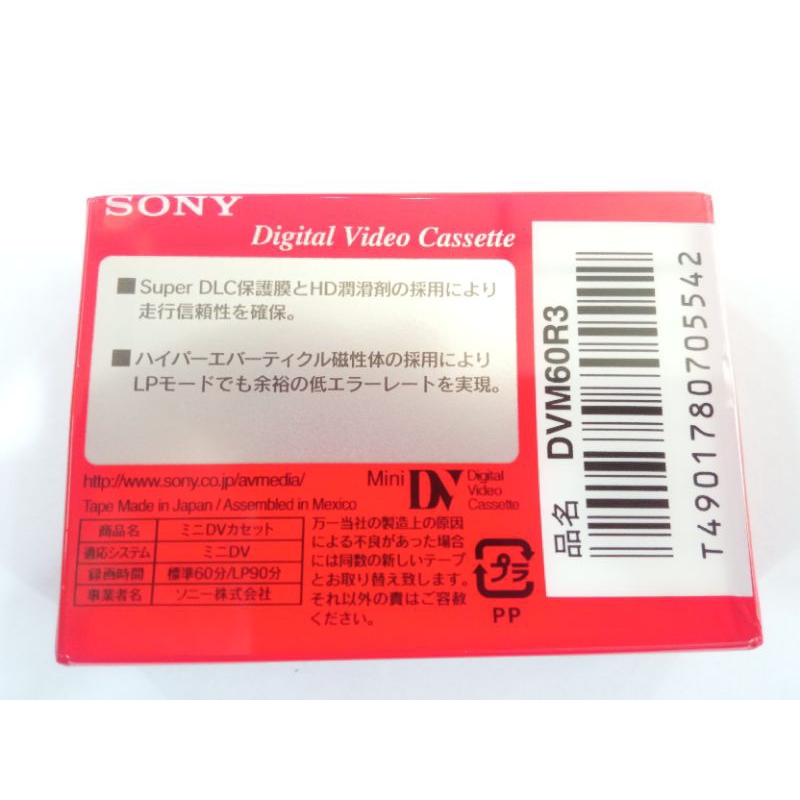 SONY
Digital Video Cassette
■Super DLC保護膜とHD潤滑剤の採用により
走行信頼性を確保。
■ハイパーエバーティクル磁性体の採用により
LPモードでも余裕の低エラーレートを実現。
http://www.sony.co.jp/avmedia/
Tape Made in Japan / Assembled in Mexico
Mini DV Digital Video Cassette
商品名 ミニDVカセット
適応システム ミニDV
録画時間 標準60分/LP90分
事業者名 ソニー株式会社
万一当社の製造上の原因
による不良があった場合
には同数の新しいテープ
とお取り替え致します。
それ以外の責はご容赦
ください。
プラ
PP
品名 DVM60R3
T4901780705542